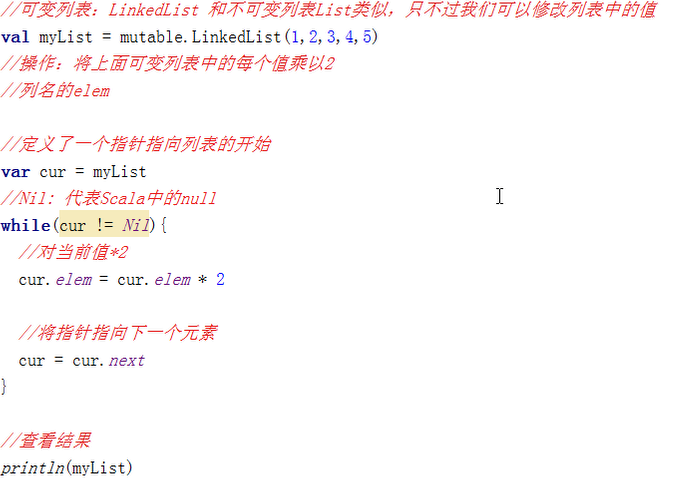 //可变列表：LinkedList 和不可变列表List类似，只不过我们可以修改列表中的值
val myList = mutable.LinkedList(1,2,3,4,5)
//操作：将上面可变列表中的每个值乘以2
//列名的elem
//定义了一个指针指向列表的开始
var cur = myList
//Nil：代表Scala中的null
while(cur != Nil){
//对当前值*2
cur.elem = cur.elem * 2
//将指针指向下一个元素
cur = cur.next
}
//查看结果
println(myList)